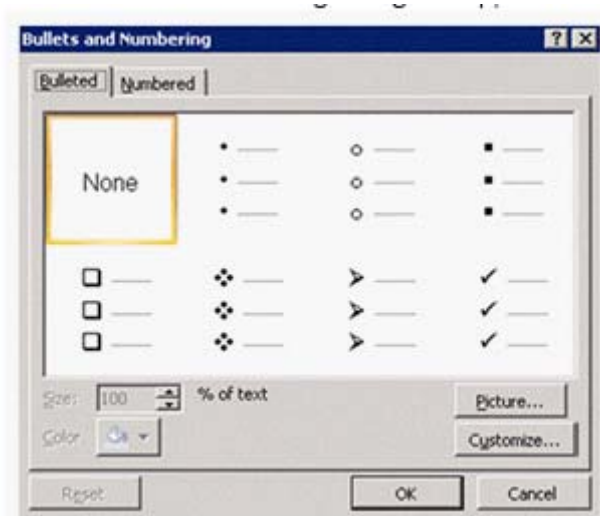 Bullets and Numbering
Bulleted Numbered
None
Size: 100 % of text
Picture...
Color
Customize...
Reset OK Cancel